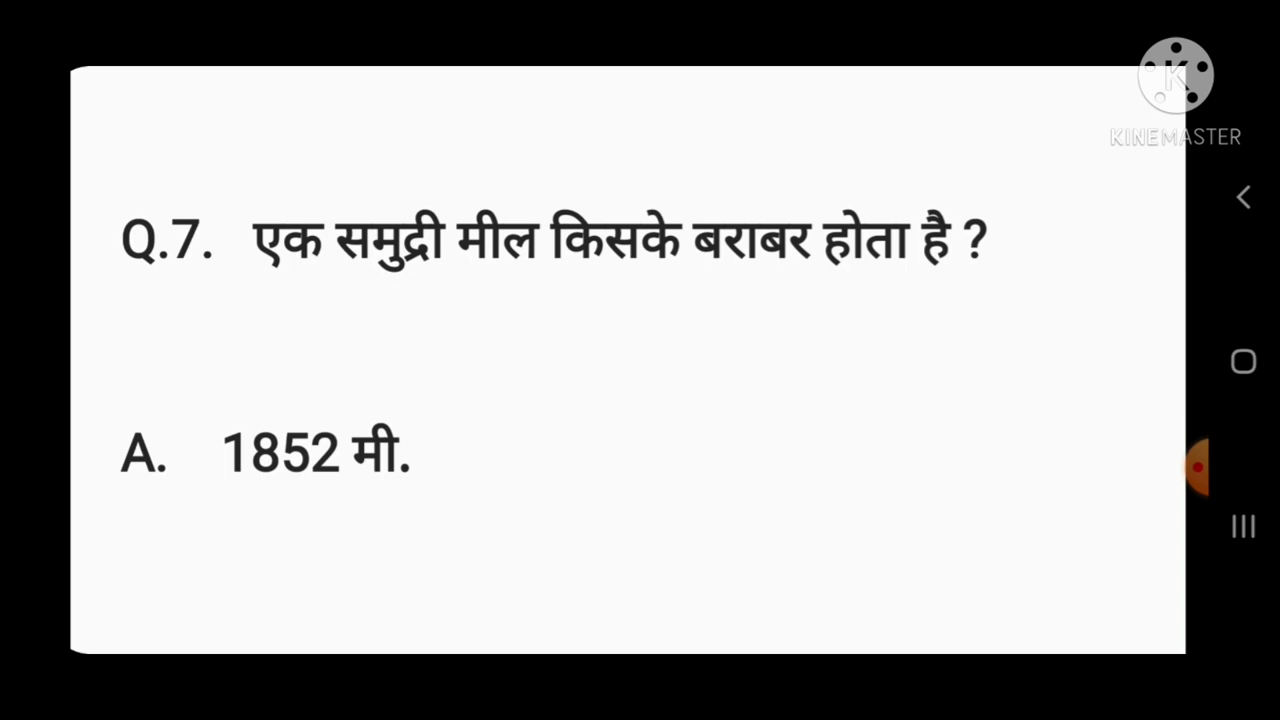 K
KINEMASTER
Q.7. एक समुद्री मील किसके बराबर होता है ?
A. 1852 मी.